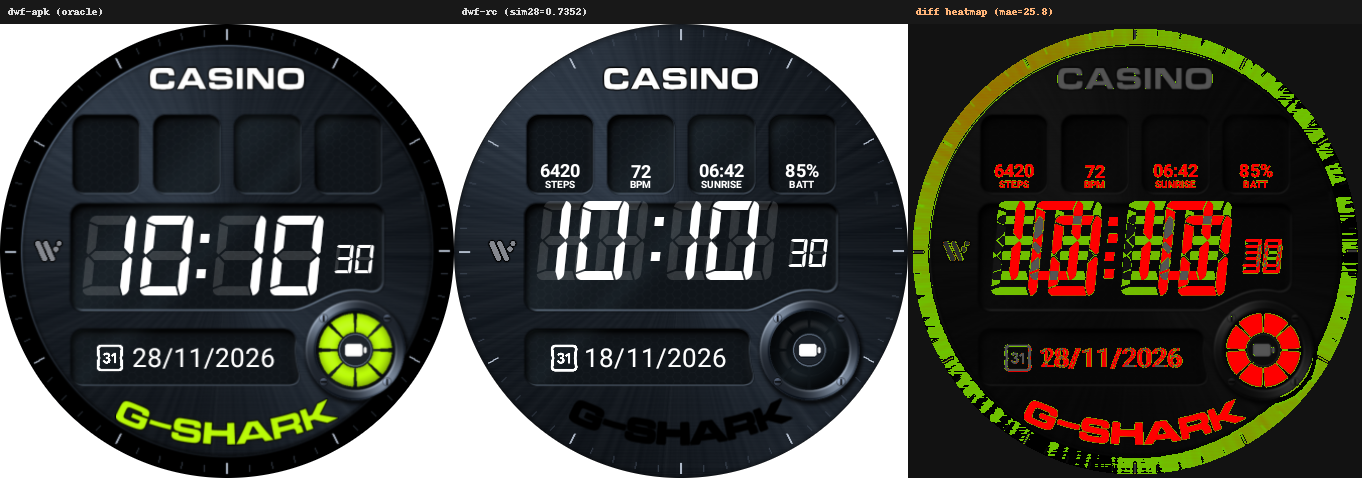 dwf-apk (oracle)
dwf-rc (sim28=0.7352)
diff heatmap (mae=25.8)
CASINO
10:10 30
31 28/11/2026
G-SHARK
CASINO
6420 72 06:42 85%
STEPS BPM SUNRISE BATT
10:10 30
31 18/11/2026
G-SHARK
CASINO
6420 72 06:42 85%
STEPS BPM SUNRISE BATT
31 /11/2026
G-SHARK